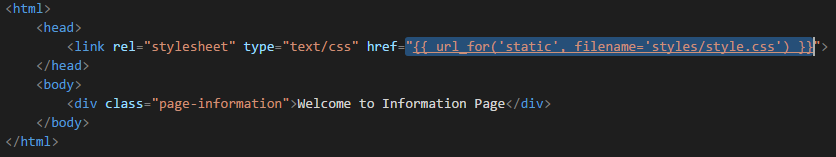 <html>
<head>
<link rel="stylesheet" type="text/css" href="{{ url_for('static', filename='styles/style.css') }}">
</head>
<body>
<div class="page-information">Welcome to Information Page</div>
</body>
</html>